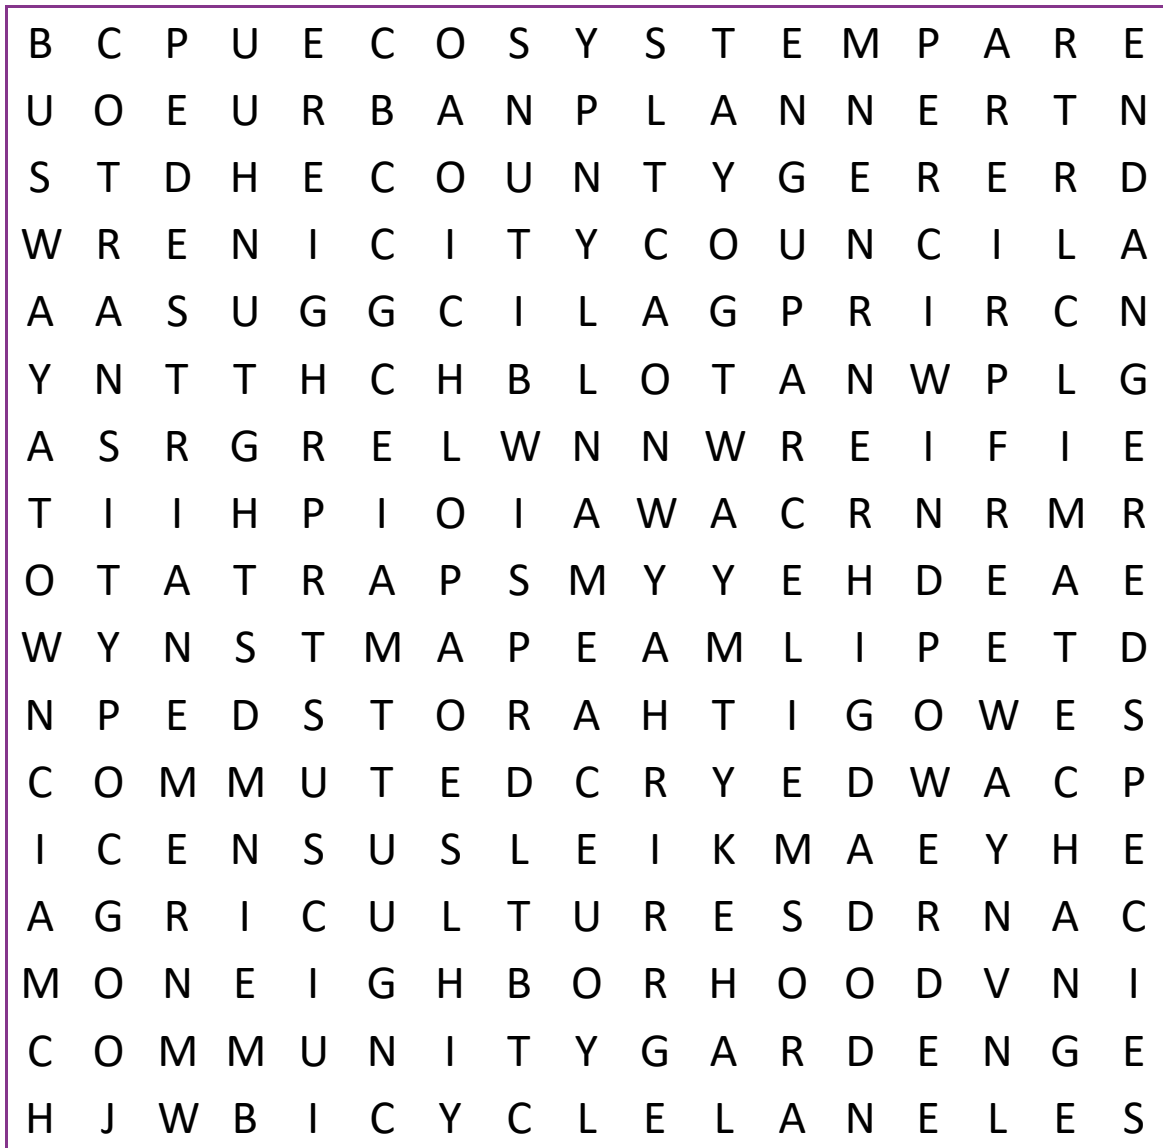 B C P U E C O S Y S T E M P A R E
U O E U R B A N P L A N N E R T N
S T D H E C O U N T Y G E R E R D
W R E N I C I T Y C O U N C I L A
A A S U G G C I L A G P R I R C N
Y N T T H C H B L O T A N W P L G
A S R G R E L W N N W R E I F I E
T I I H P I O I A W A C R N R M R
O T A T R A P S M Y Y E H D E A E
W Y N S T M A P E A M L I P E T D
N P E D S T O R A H T I G O W E S
C O M M U T E D C R Y E D W A C P
I C E N S U S L E I K M A E Y H E
A G R I C U L T U R E S D R N A C
M O N E I G H B O R H O O D V N I
C O M M U N I T Y G A R D E N G E
H J W B I C Y C L E L A N E L E S